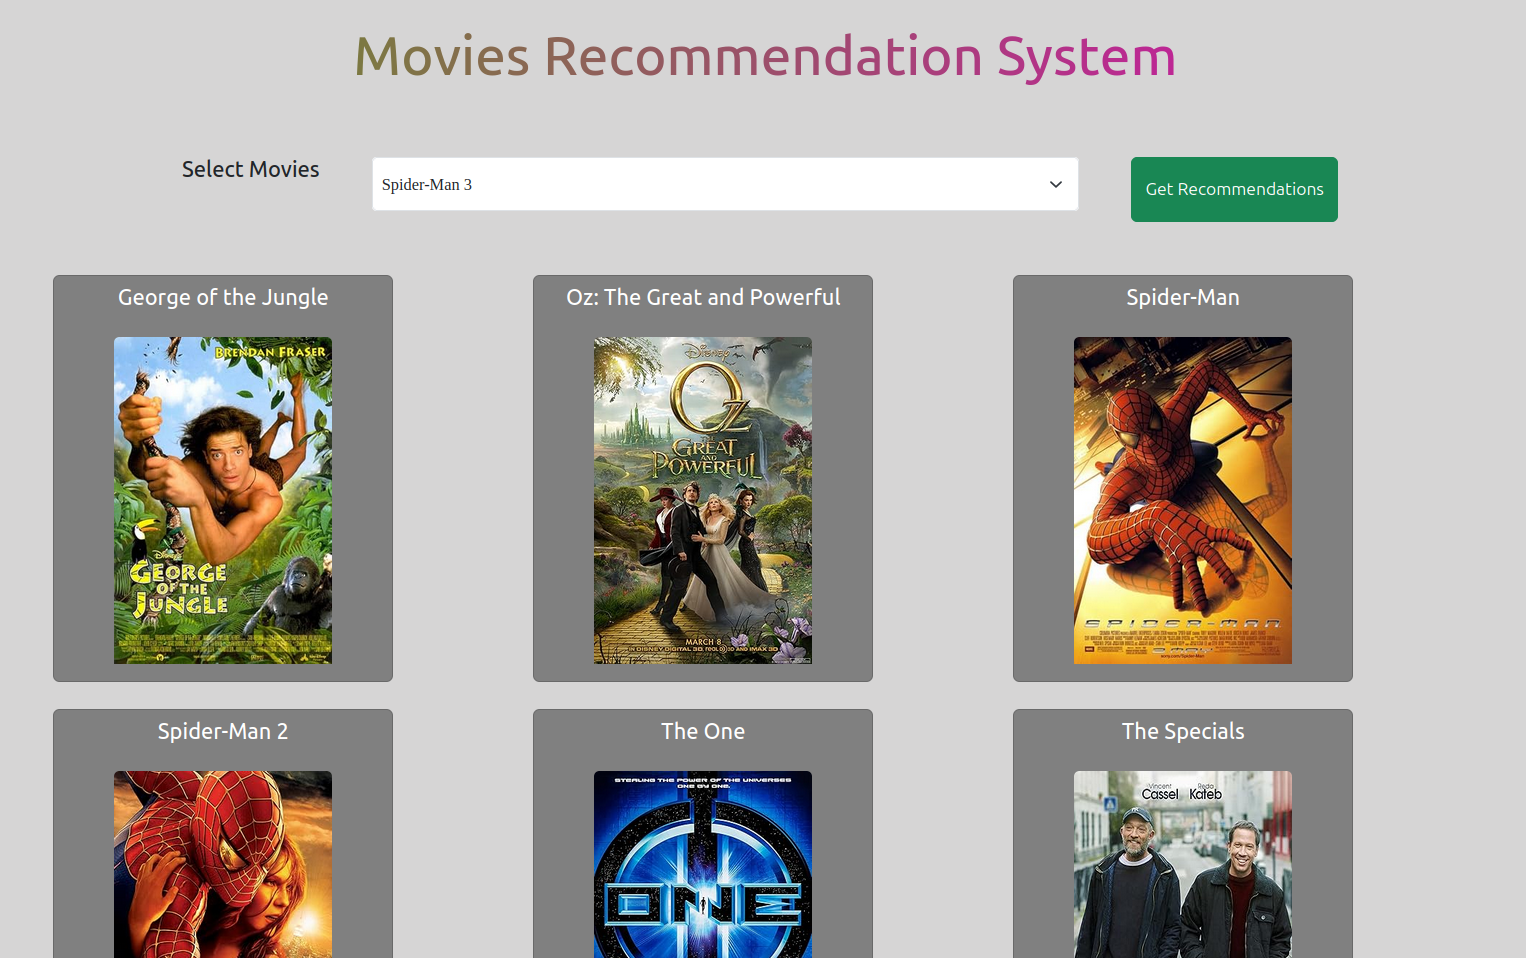 Movies Recommendation System
Select Movies
Spider-Man 3
Get Recommendations
George of the Jungle
Oz: The Great and Powerful
Spider-Man
BRENDAN FRASER
Disney's
GEORGE
OF THE
JUNGLE
Disney
OZ
THE
GREAT
AND
POWERFUL
MARCH 8
IN DISNEY DIGITAL 3D, REAL D 3D AND IMAX 3D
SPIDER-MAN
Spider-Man 2
The One
The Specials
STEALING THE POWER OF THE UNIVERSES
ONE BY ONE.
ONE
Vincent Cassel
Reda Kateb